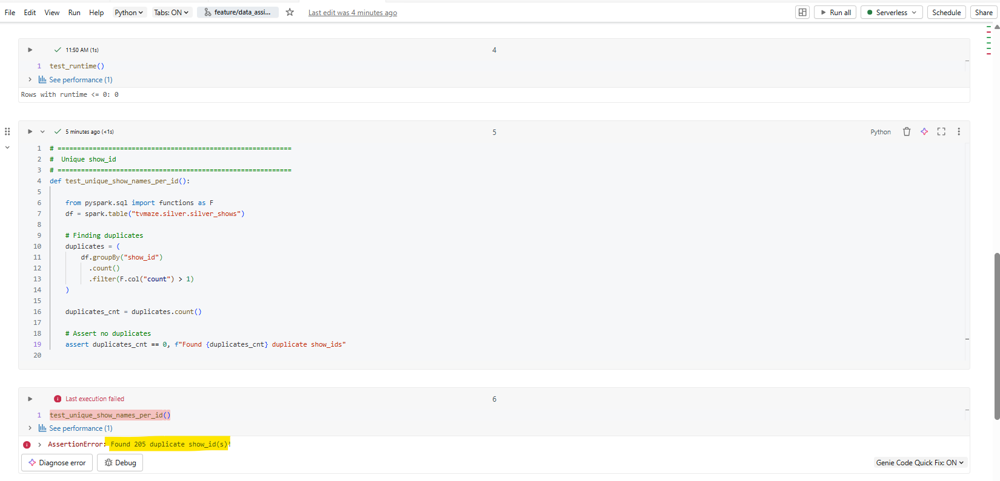 File Edit View Run Help Python Tabs: ON feature/data_assi... Last edit was 4 minutes ago Run all Serverless Schedule Share
11:50 AM (1s) 4
1 test_runtime()
See performance (1)
Rows with runtime <= 0: 0
5 minutes ago (<1s) 5 Python
1 # ============================================================
2 #  Unique show_id
3 # ============================================================
4 def test_unique_show_names_per_id():
5
6     from pyspark.sql import functions as F
7     df = spark.table("tvmaze.silver.silver_shows")
8
9     # Finding duplicates
10     duplicates = (
11         df.groupBy("show_id")
12           .count()
13           .filter(F.col("count") > 1)
14     )
15
16     duplicates_cnt = duplicates.count()
17
18     # Assert no duplicates
19     assert duplicates_cnt == 0, f"Found {duplicates_cnt} duplicate show_ids"
20
Last execution failed 6
1 test_unique_show_names_per_id()
See performance (1)
AssertionError: Found 205 duplicate show_id(s)!
Diagnose error Debug Genie Code Quick Fix: ON